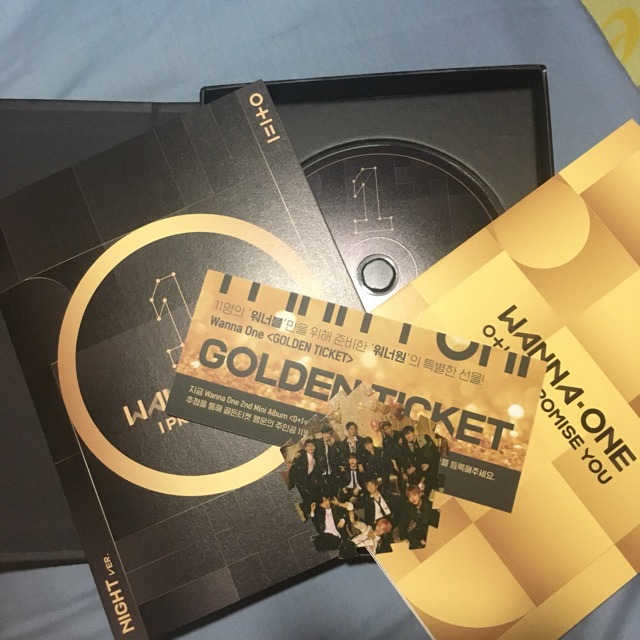 0+1=1
1
WANNA
I PR
NIGHT VER.
1
11명의 '워너블'만을 위해 준비한 '워너원'의 특별한 선물!
Wanna One <GOLDEN TICKET>
GOLDEN TICKET
지금 Wanna One 2nd Mini Album <0+1=
추첨을 통해 골든티켓 행운의 주인공 11
를 등록해주세요.
WANNA·ONE
0+1
PROMISE YOU